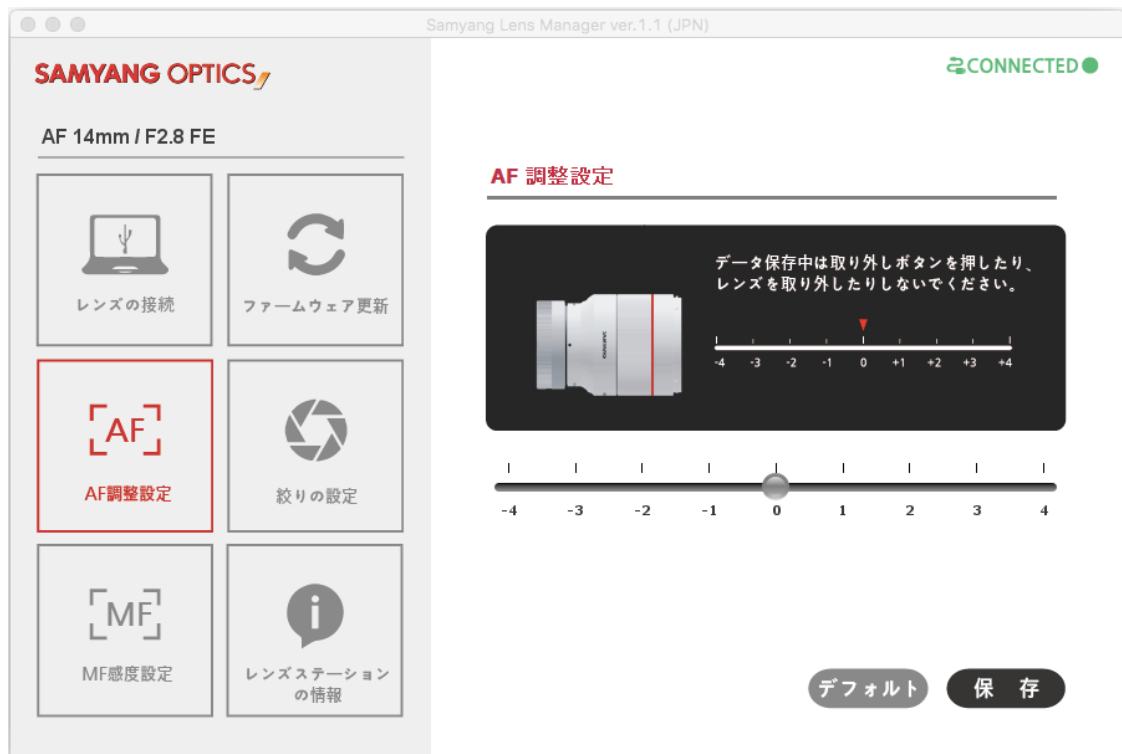 Samyang Lens Manager ver.1.1 (JPN)
SAMYANG OPTICS
CONNECTED
AF 14mm / F2.8 FE
レンズの接続
ファームウェア更新
AF
AF調整設定
絞りの設定
MF
MF感度設定
i
レンズステーション
の情報
AF 調整設定
データ保存中は取り外しボタンを押したり、
レンズを取り外したりしないでください。
-4 -3 -2 -1 0 +1 +2 +3 +4
-4 -3 -2 -1 0 1 2 3 4
デフォルト
保 存